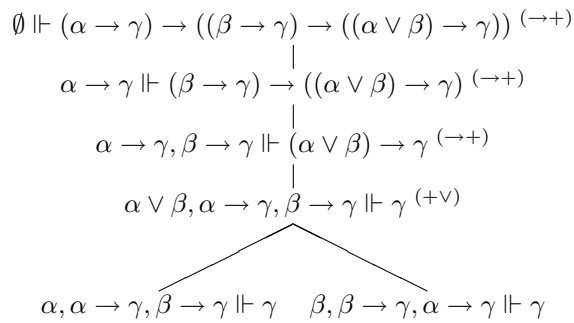 ∅ ⊩ (α → γ) → ((β → γ) → ((α ∨ β) → γ)) (→+)
α → γ ⊩ (β → γ) → ((α ∨ β) → γ) (→+)
α → γ, β → γ ⊩ (α ∨ β) → γ (→+)
α ∨ β, α → γ, β → γ ⊩ γ (+∨)
α, α → γ, β → γ ⊩ γ β, β → γ, α → γ ⊩ γ